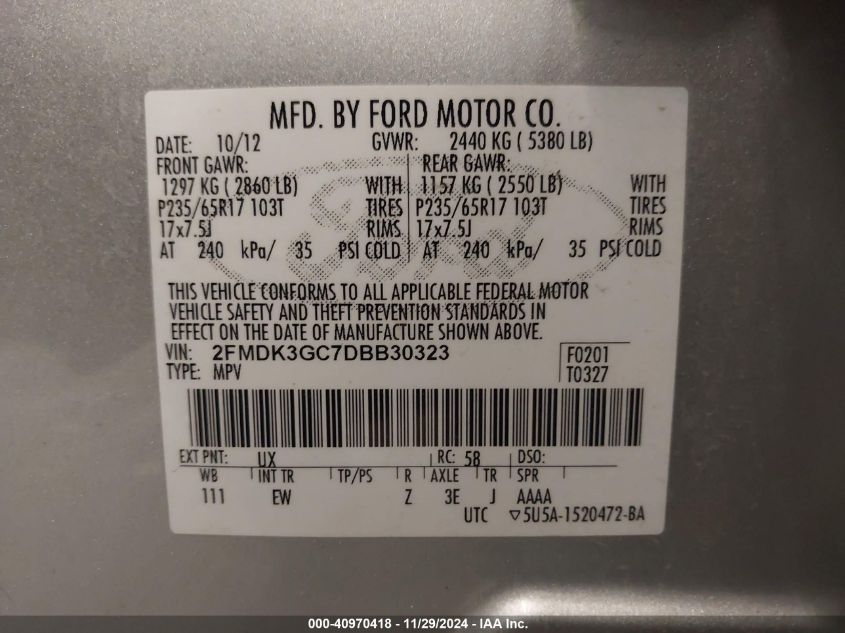 MFD. BY FORD MOTOR CO.
DATE: 10/12 GVWR: 2440 KG ( 5380 LB)
FRONT GAWR: REAR GAWR:
1297 KG ( 2860 LB) WITH 1157 KG ( 2550 LB) WITH
P235/65R17 103T TIRES P235/65R17 103T TIRES
17x7.5J RIMS 17x7.5J RIMS
AT 240 kPa/ 35 PSI COLD AT 240 kPa/ 35 PSI COLD
THIS VEHICLE CONFORMS TO ALL APPLICABLE FEDERAL MOTOR
VEHICLE SAFETY AND THEFT PREVENTION STANDARDS IN
EFFECT ON THE DATE OF MANUFACTURE SHOWN ABOVE.
VIN: 2FMDK3GC7DBB30323 F0201
TYPE: MPV T0327
EXT PNT: UX RC: 58 DSO:
WB INT TR TP/PS R AXLE TR SPR
111 EW Z 3E J AAAA
UTC ▽5U5A-1520472-BA
000-40970418 - 11/29/2024 - IAA Inc.